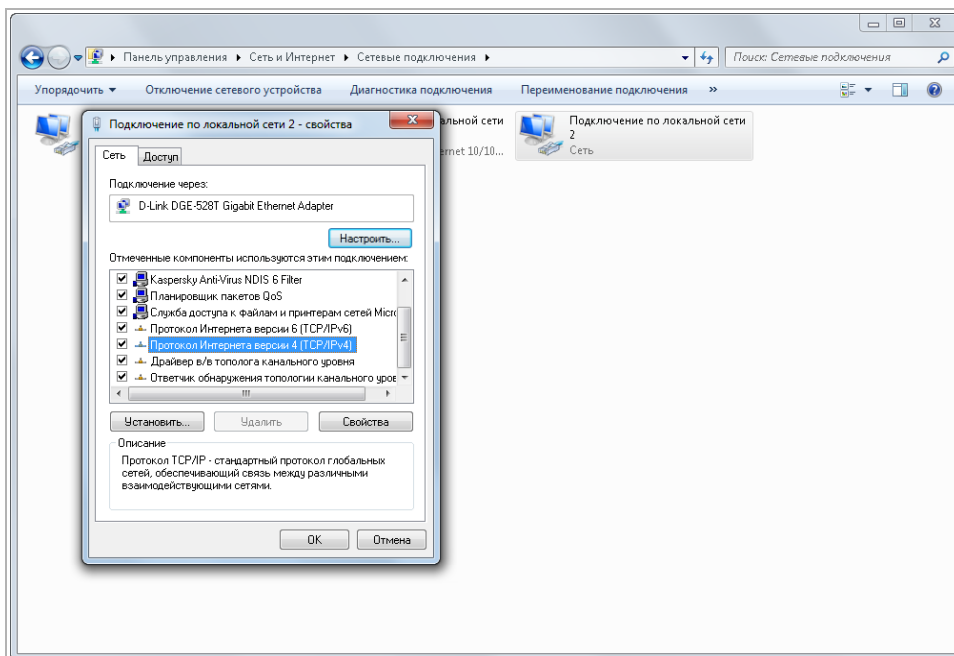 Панель управления ▸ Сеть и Интернет ▸ Сетевые подключения ▸
Поиск: Сетевые подключения
Упорядочить ▾ Отключение сетевого устройства Диагностика подключения Переименование подключения »
альной сети
ernet 10/10...
Подключение по локальной сети
2
Сеть
Подключение по локальной сети 2 - свойства
Сеть Доступ
Подключение через:
D-Link DGE-528T Gigabit Ethernet Adapter
Настроить...
Отмеченные компоненты используются этим подключением:
Kaspersky Anti-Virus NDIS 6 Filter
Планировщик пакетов QoS
Служба доступа к файлам и принтерам сетей Micro
Протокол Интернета версии 6 (TCP/IPv6)
Протокол Интернета версии 4 (TCP/IPv4)
Драйвер в/в тополога канального уровня
Ответчик обнаружения топологии канального уров
Установить... Удалить Свойства
Описание
Протокол TCP/IP - стандартный протокол глобальных
сетей, обеспечивающий связь между различными
взаимодействующими сетями.
OK Отмена